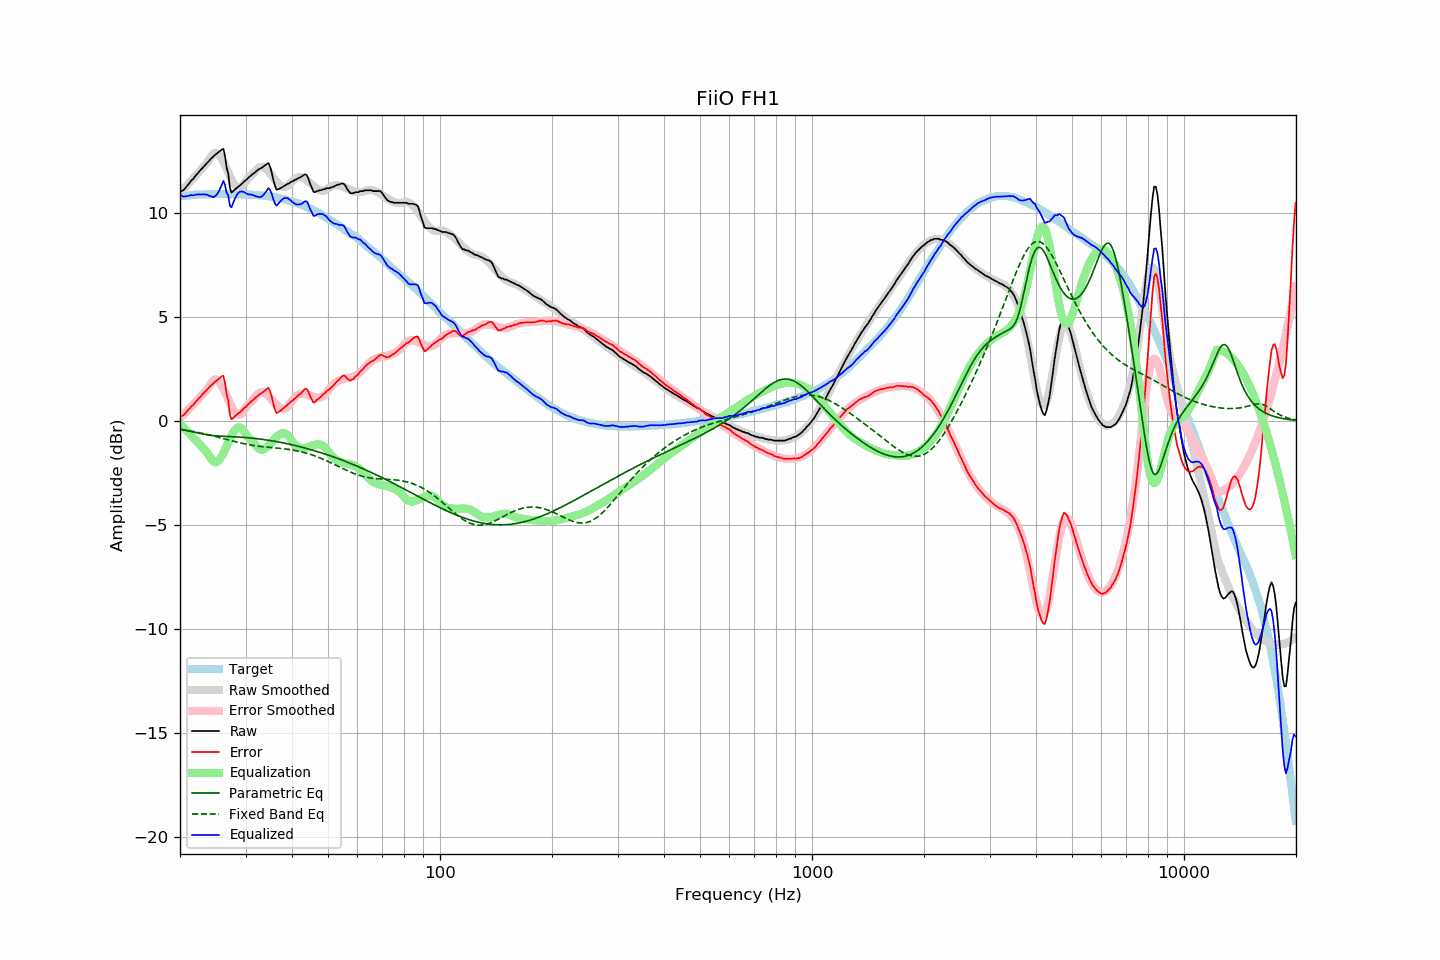 FiiO FH1
Amplitude (dBr)
10
5
0
−5
−10
−15
−20
Target
Raw Smoothed
Error Smoothed
Raw
Error
Equalization
Parametric Eq
Fixed Band Eq
Equalized
100
1000
10000
Frequency (Hz)